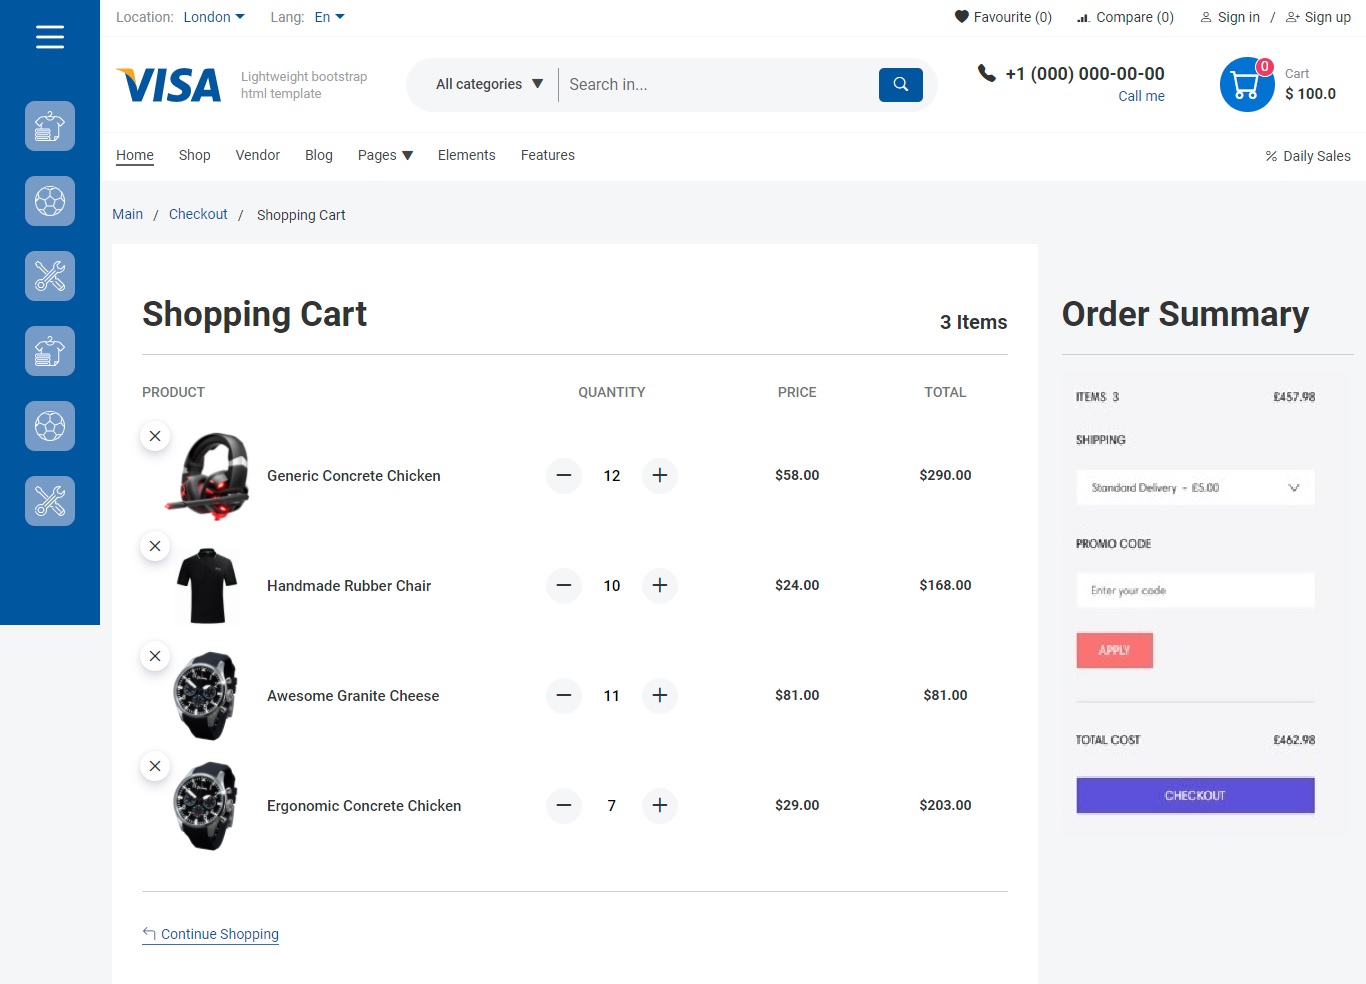 Location: London Lang: En Favourite (0) Compare (0) Sign in / Sign up
VISA
Lightweight bootstrap
html template
All categories Search in...
+1 (000) 000-00-00
Call me
0
Cart
$ 100.0
Home Shop Vendor Blog Pages Elements Features % Daily Sales
Main / Checkout / Shopping Cart
Shopping Cart
3 Items
PRODUCT QUANTITY PRICE TOTAL
Generic Concrete Chicken 12 $58.00 $290.00
Handmade Rubber Chair 10 $24.00 $168.00
Awesome Granite Cheese 11 $81.00 $81.00
Ergonomic Concrete Chicken 7 $29.00 $203.00
Continue Shopping
Order Summary
ITEMS 3 £457.98
SHIPPING
Standard Delivery - £5.00
PROMO CODE
Enter your code
APPLY
TOTAL COST £462.98
CHECKOUT